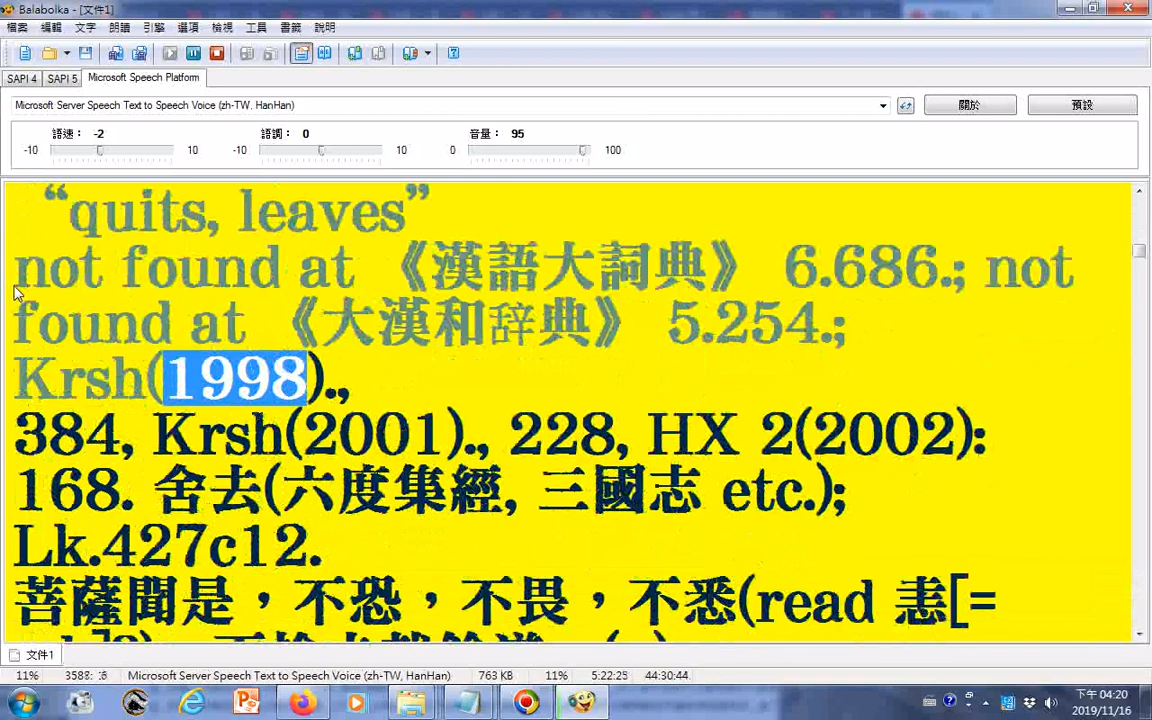 Balabolka - [文件1]
檔案 編輯 文字 朗讀 引擎 選項 檢視 工具 書籤 說明
SAPI 4 SAPI 5 Microsoft Speech Platform
Microsoft Server Speech Text to Speech Voice (zh-TW, HanHan) 關於 預設
語速： -2 語調： 0 音量： 95
-10 10 -10 10 0 100
“quits, leaves”
not found at 《漢語大詞典》 6.686.; not
found at 《大漢和辞典》 5.254.;
Krsh(1998).,
384, Krsh(2001)., 228, HX 2(2002):
168. 舍去(六度集經, 三國志 etc.);
Lk.427c12.
菩薩聞是，不恐，不畏，不悉(read 恚[=
文件1
11% Microsoft Server Speech Text to Speech Voice (zh-TW, HanHan) 763 KB 11% 5:22:25 44:30:44
下午 04:20
2019/11/16